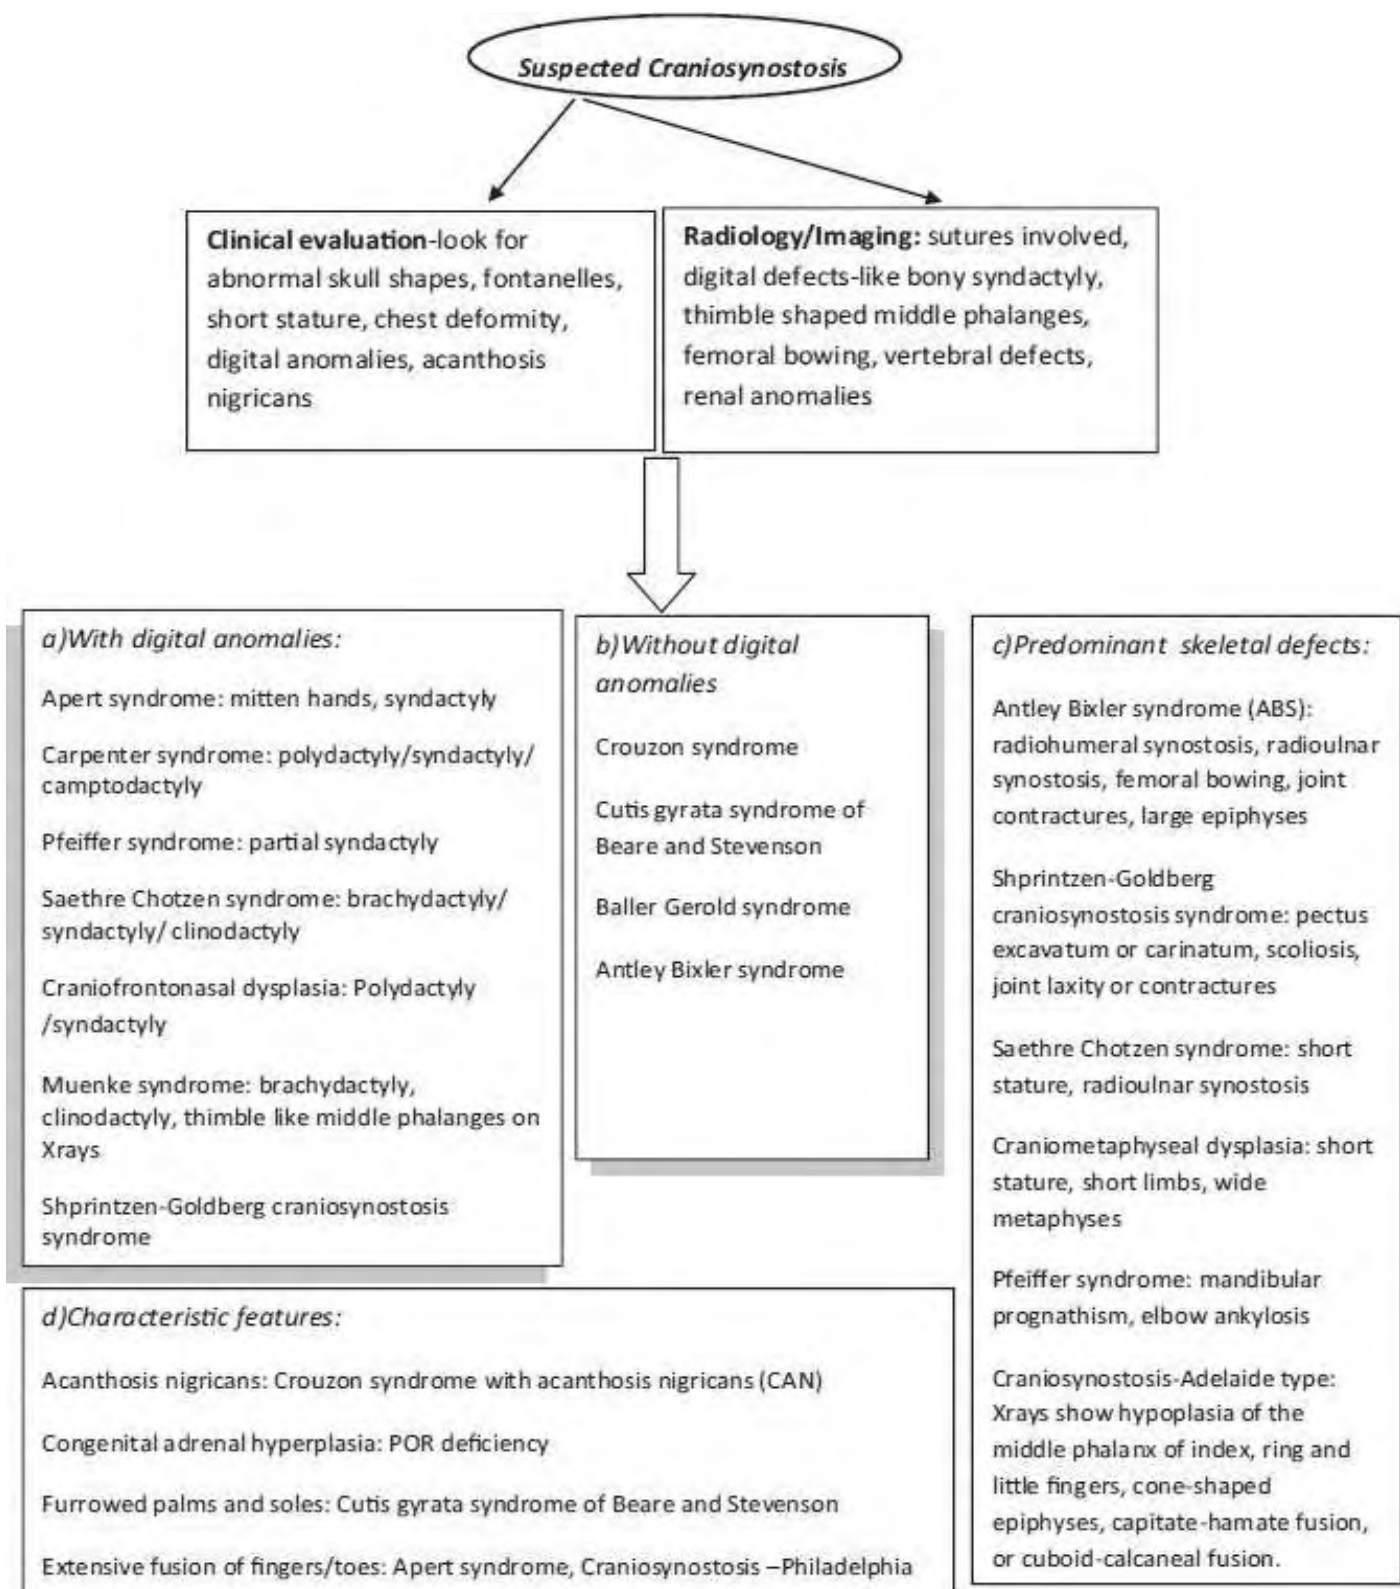 Suspected Craniosynostosis
Clinical evaluation-look for
abnormal skull shapes, fontanelles,
short stature, chest deformity,
digital anomalies, acanthosis
nigricans
Radiology/Imaging: sutures involved,
digital defects-like bony syndactyly,
thimble shaped middle phalanges,
femoral bowing, vertebral defects,
renal anomalies
a)With digital anomalies:
Apert syndrome: mitten hands, syndactyly
Carpenter syndrome: polydactyly/syndactyly/
camptodactyly
Pfeiffer syndrome: partial syndactyly
Saethre Chotzen syndrome: brachydactyly/
syndactyly/ clinodactyly
Craniofrontonasal dysplasia: Polydactyly
/syndactyly
Muenke syndrome: brachydactyly,
clinodactyly, thimble like middle phalanges on
Xrays
Shprintzen-Goldberg craniosynostosis
syndrome
b)Without digital
anomalies
Crouzon syndrome
Cutis gyrata syndrome of
Beare and Stevenson
Baller Gerold syndrome
Antley Bixler syndrome
c)Predominant skeletal defects:
Antley Bixler syndrome (ABS):
radiohumeral synostosis, radioulnar
synostosis, femoral bowing, joint
contractures, large epiphyses
Shprintzen-Goldberg
craniosynostosis syndrome: pectus
excavatum or carinatum, scoliosis,
joint laxity or contractures
Saethre Chotzen syndrome: short
stature, radioulnar synostosis
Craniometaphyseal dysplasia: short
stature, short limbs, wide
metaphyses
Pfeiffer syndrome: mandibular
prognathism, elbow ankylosis
Craniosynostosis-Adelaide type:
Xrays show hypoplasia of the
middle phalanx of index, ring and
little fingers, cone-shaped
epiphyses, capitate-hamate fusion,
or cuboid-calcaneal fusion.
d)Characteristic features:
Acanthosis nigricans: Crouzon syndrome with acanthosis nigricans (CAN)
Congenital adrenal hyperplasia: POR deficiency
Furrowed palms and soles: Cutis gyrata syndrome of Beare and Stevenson
Extensive fusion of fingers/toes: Apert syndrome, Craniosynostosis –Philadelphia